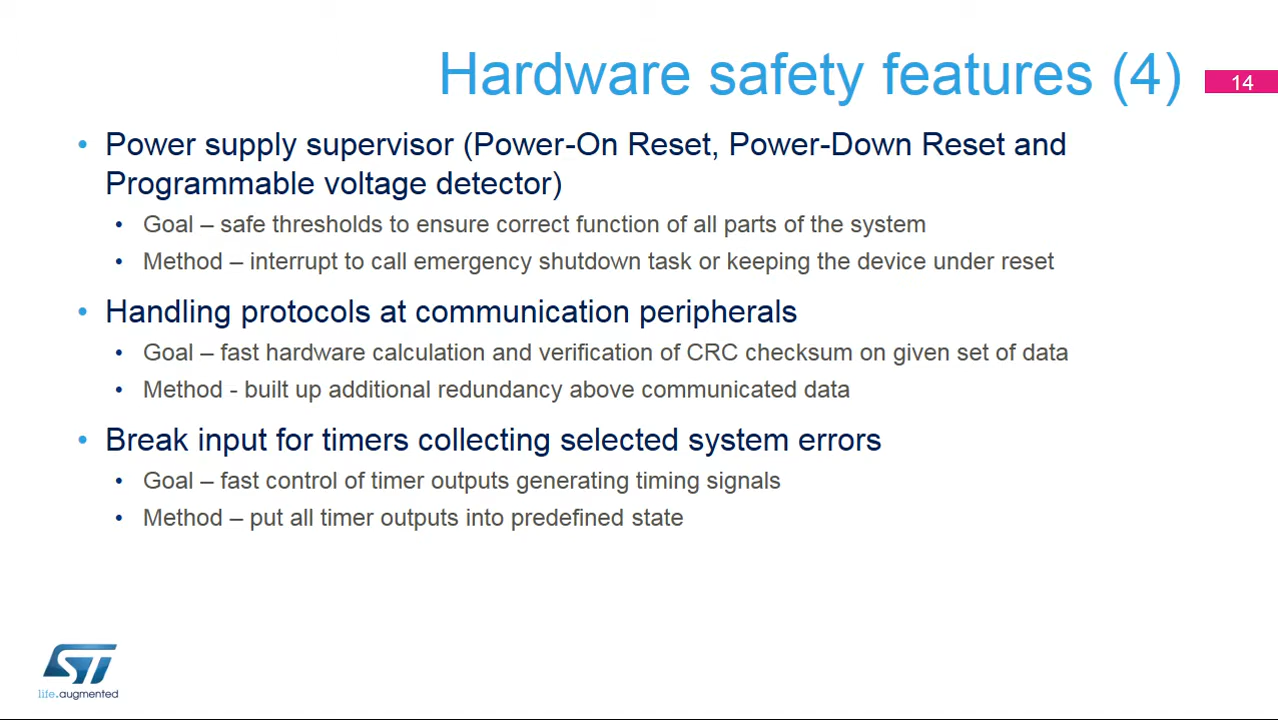 Hardware safety features (4)
14
• Power supply supervisor (Power-On Reset, Power-Down Reset and
Programmable voltage detector)
• Goal – safe thresholds to ensure correct function of all parts of the system
• Method – interrupt to call emergency shutdown task or keeping the device under reset
• Handling protocols at communication peripherals
• Goal – fast hardware calculation and verification of CRC checksum on given set of data
• Method - built up additional redundancy above communicated data
• Break input for timers collecting selected system errors
• Goal – fast control of timer outputs generating timing signals
• Method – put all timer outputs into predefined state
ST
life.augmented